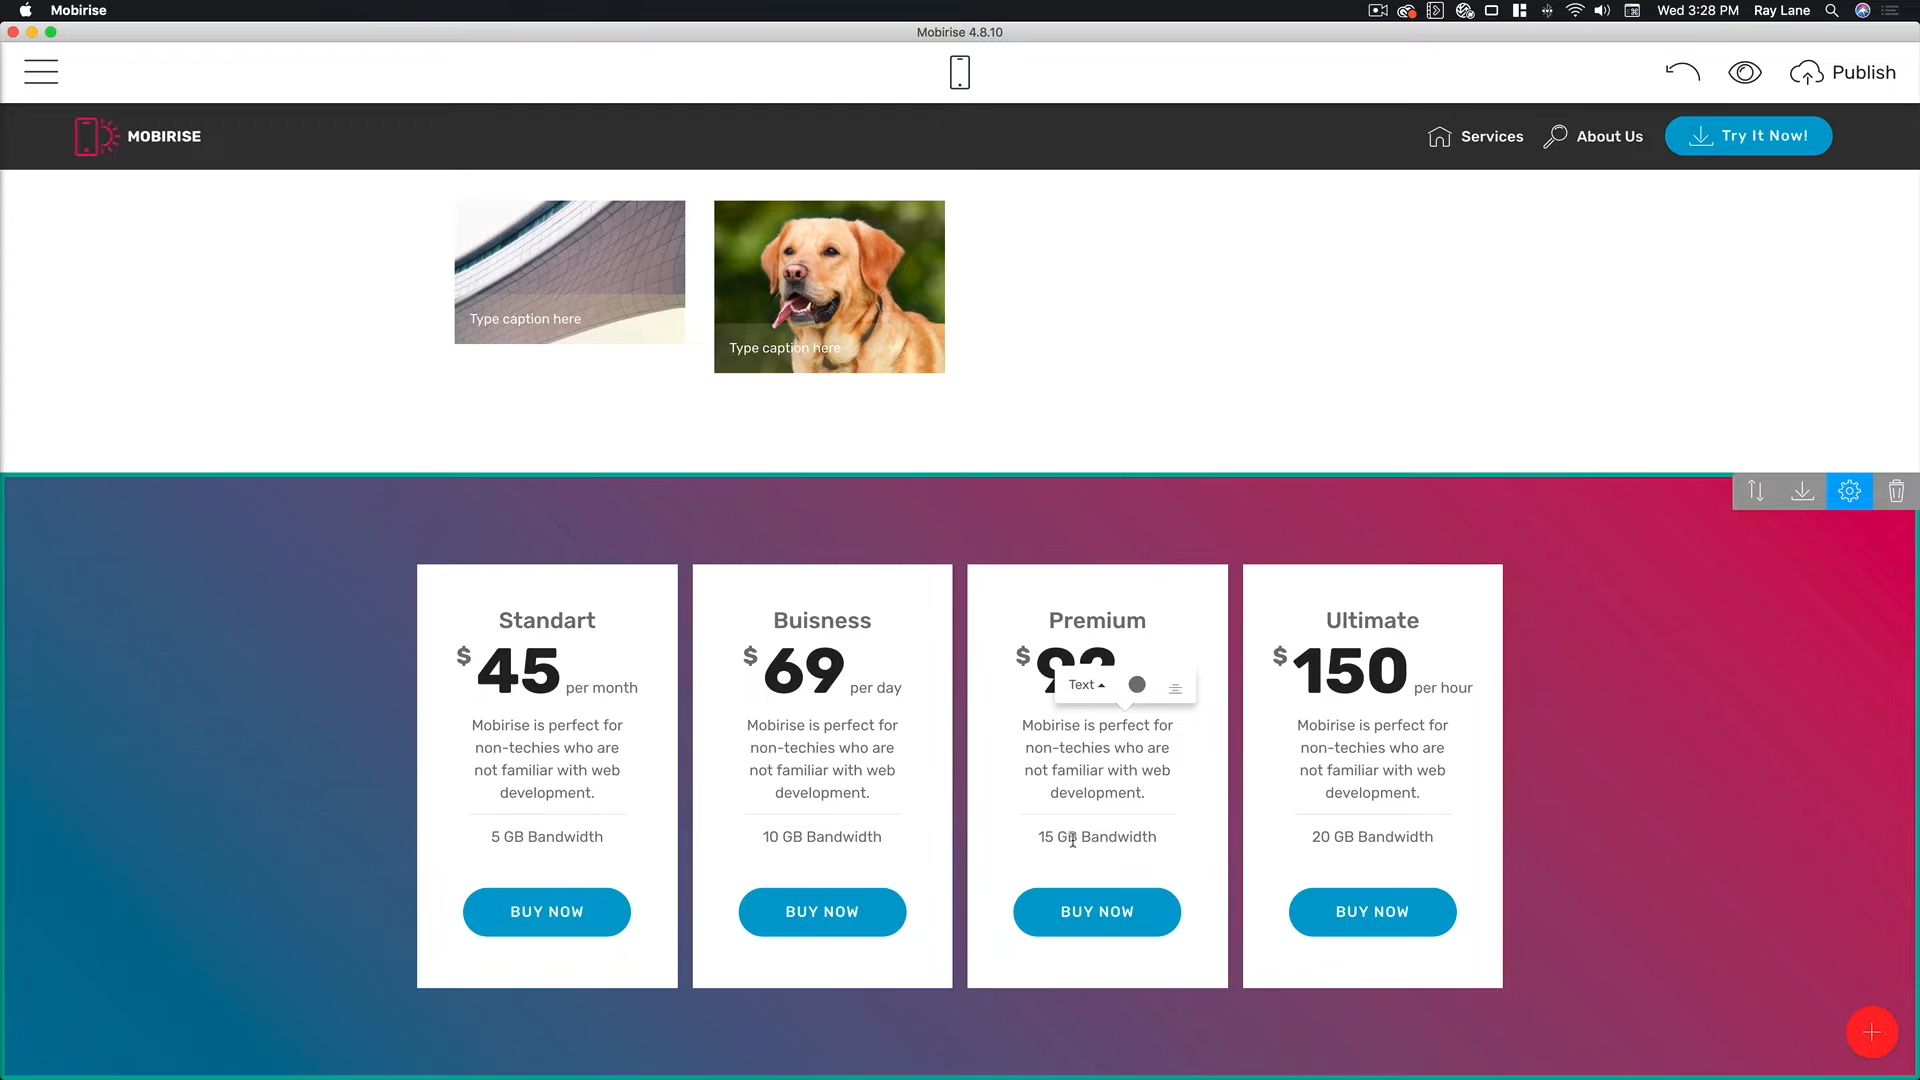 Mobirise
Wed 3:28 PM Ray Lane
Mobirise 4.8.10
Publish
MOBIRISE
Services
About Us
Try It Now!
Type caption here
Type caption here
Standart
$ 45 per month
Mobirise is perfect for
non-techies who are
not familiar with web
development.
5 GB Bandwidth
BUY NOW
Buisness
$ 69 per day
Mobirise is perfect for
non-techies who are
not familiar with web
development.
10 GB Bandwidth
BUY NOW
Premium
$
Text
Mobirise is perfect for
non-techies who are
not familiar with web
development.
15 GB Bandwidth
BUY NOW
Ultimate
$ 150 per hour
Mobirise is perfect for
non-techies who are
not familiar with web
development.
20 GB Bandwidth
BUY NOW